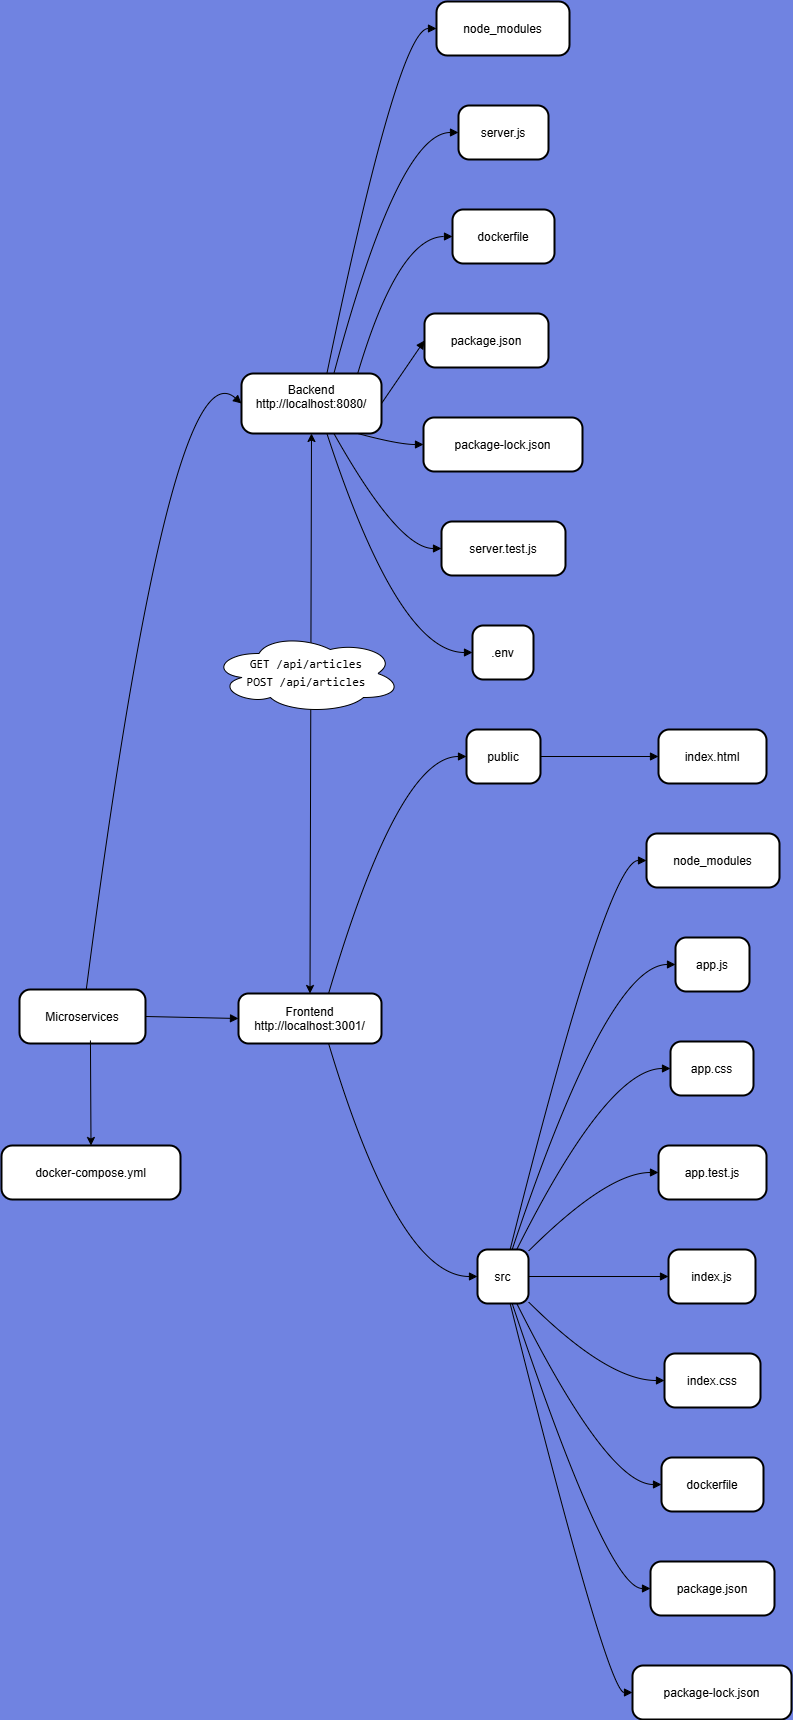 node_modules
server.js
dockerfile
package.json
Backend
http://localhost:8080/
package-lock.json
server.test.js
.env
GET /api/articles
POST /api/articles
public
index.html
node_modules
app.js
Microservices
Frontend
http://localhost:3001/
app.css
docker-compose.yml
app.test.js
src
index.js
index.css
dockerfile
package.json
package-lock.json